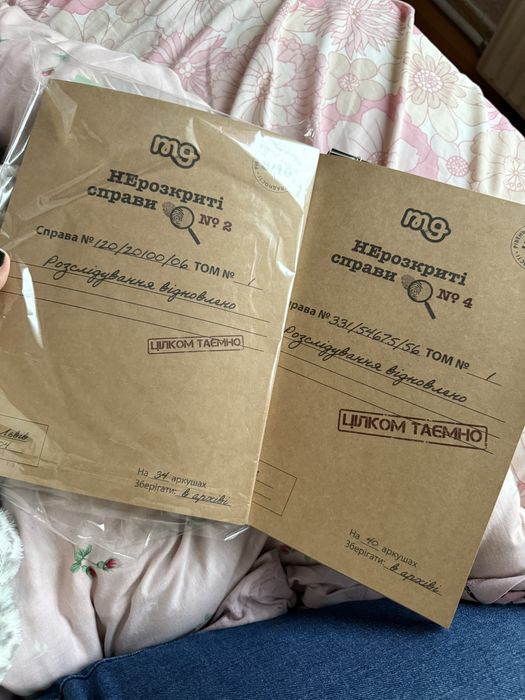 mg
НЕрозкриті
справи № 2
Справа № 120/20100/06 ТОМ № 1
Розслідування відновлено
ЦІЛКОМ ТАЄМНО
На 34 аркушах
Зберігати: в архіві
mg
НЕрозкриті
справи № 4
права № 331/54675/56 ТОМ № 1
Розслідування відновлено
ЦІЛКОМ ТАЄМНО
На 40 аркушах
Зберігати: в архіві